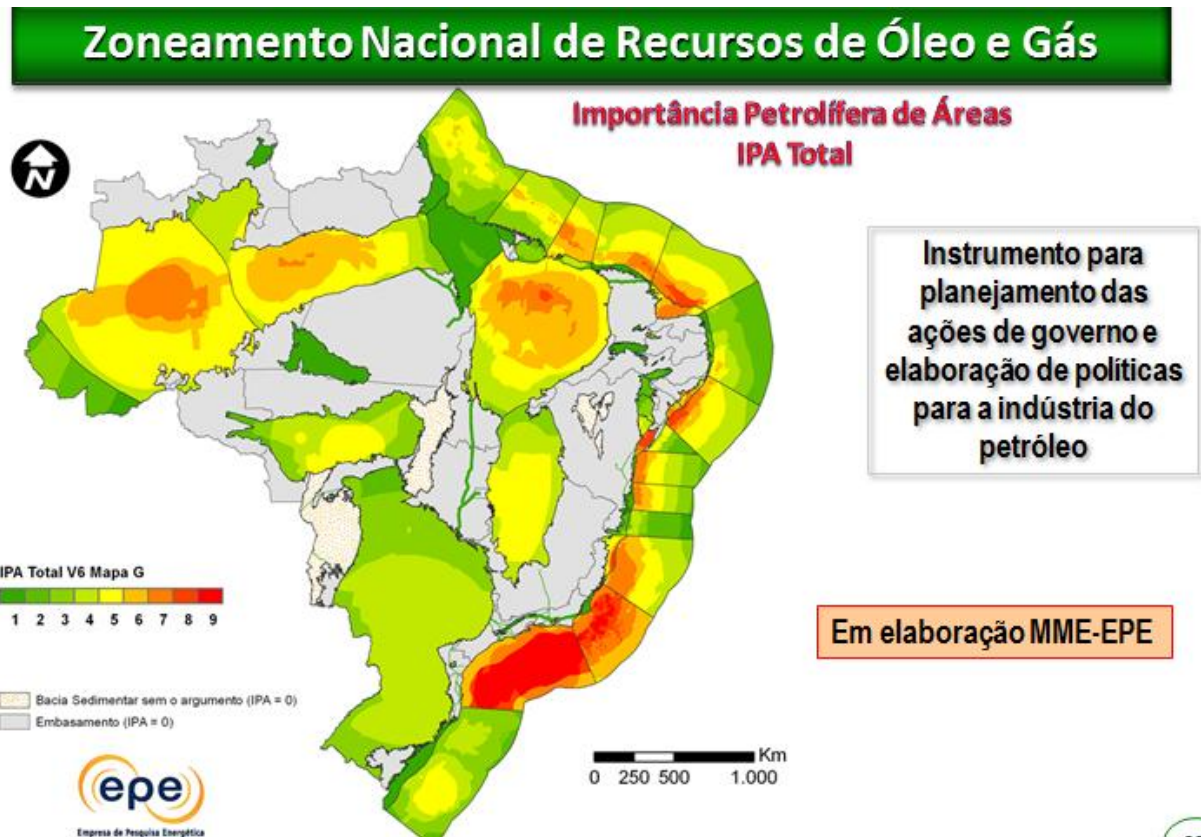 Zoneamento Nacional de Recursos de Óleo e Gás
Importância Petrolífera de Áreas
IPA Total
N
Instrumento para
planejamento das
ações de governo e
elaboração de políticas
para a indústria do
petróleo
IPA Total V6 Mapa G
1 2 3 4 5 6 7 8 9
Em elaboração MME-EPE
Bacia Sedimentar sem o argumento (IPA = 0)
Embasamento (IPA = 0)
Km
0 250 500 1.000
epe
Empresa de Pesquisa Energética